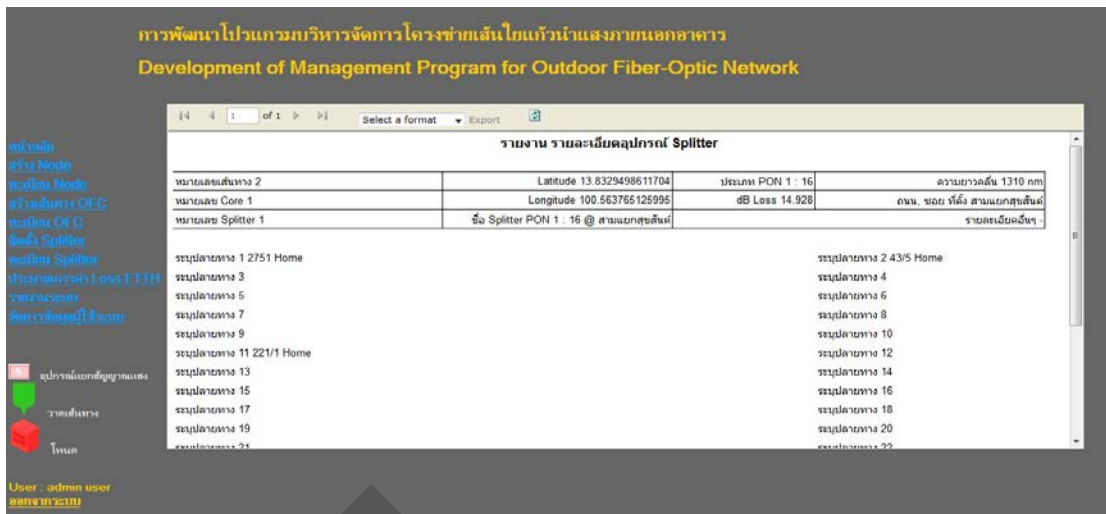 การพัฒนาโปรแกรมบริหารจัดการโครงข่ายเส้นใยแก้วนำแสงภายนอกอาคาร
Development of Management Program for Outdoor Fiber-Optic Network
1 of 1 Select a format Export
รายงาน รายละเอียดอุปกรณ์ Splitter
หมายเลขเส้นทาง 2 Latitude 13.8329498611704 ประเภท PON 1 : 16 ความยาวคลื่น 1310 nm
หมายเลข Core 1 Longitude 100.563765125995 dB Loss 14.928 ถนน, ซอย ที่ตั้ง สามแยกสุขสันต์
หมายเลข Splitter 1 ชื่อ Splitter PON 1 : 16 @ สามแยกสุขสันต์ รายละเอียดอื่นๆ -
ระบุปลายทาง 1 2751 Home ระบุปลายทาง 2 43/5 Home
ระบุปลายทาง 3 ระบุปลายทาง 4
ระบุปลายทาง 5 ระบุปลายทาง 6
ระบุปลายทาง 7 ระบุปลายทาง 8
ระบุปลายทาง 9 ระบุปลายทาง 10
ระบุปลายทาง 11 221/1 Home ระบุปลายทาง 12
ระบุปลายทาง 13 ระบุปลายทาง 14
ระบุปลายทาง 15 ระบุปลายทาง 16
ระบุปลายทาง 17 ระบุปลายทาง 18
ระบุปลายทาง 19 ระบุปลายทาง 20
ระบุปลายทาง 21 ระบุปลายทาง 22
หน้าหลัก
สร้าง Node
ทะเบียน Node
สร้างเส้นทาง OFC
ทะเบียน OFC
ติดตั้ง Splitter
ทะเบียน Splitter
ประมาณการค่า Loss FTTH
รายงานระบบ
จัดการข้อมูลผู้ใช้ระบบ
อุปกรณ์แยกสัญญาณแสง
วาดเส้นทาง
โหนด
User : admin user
ออกจากระบบ